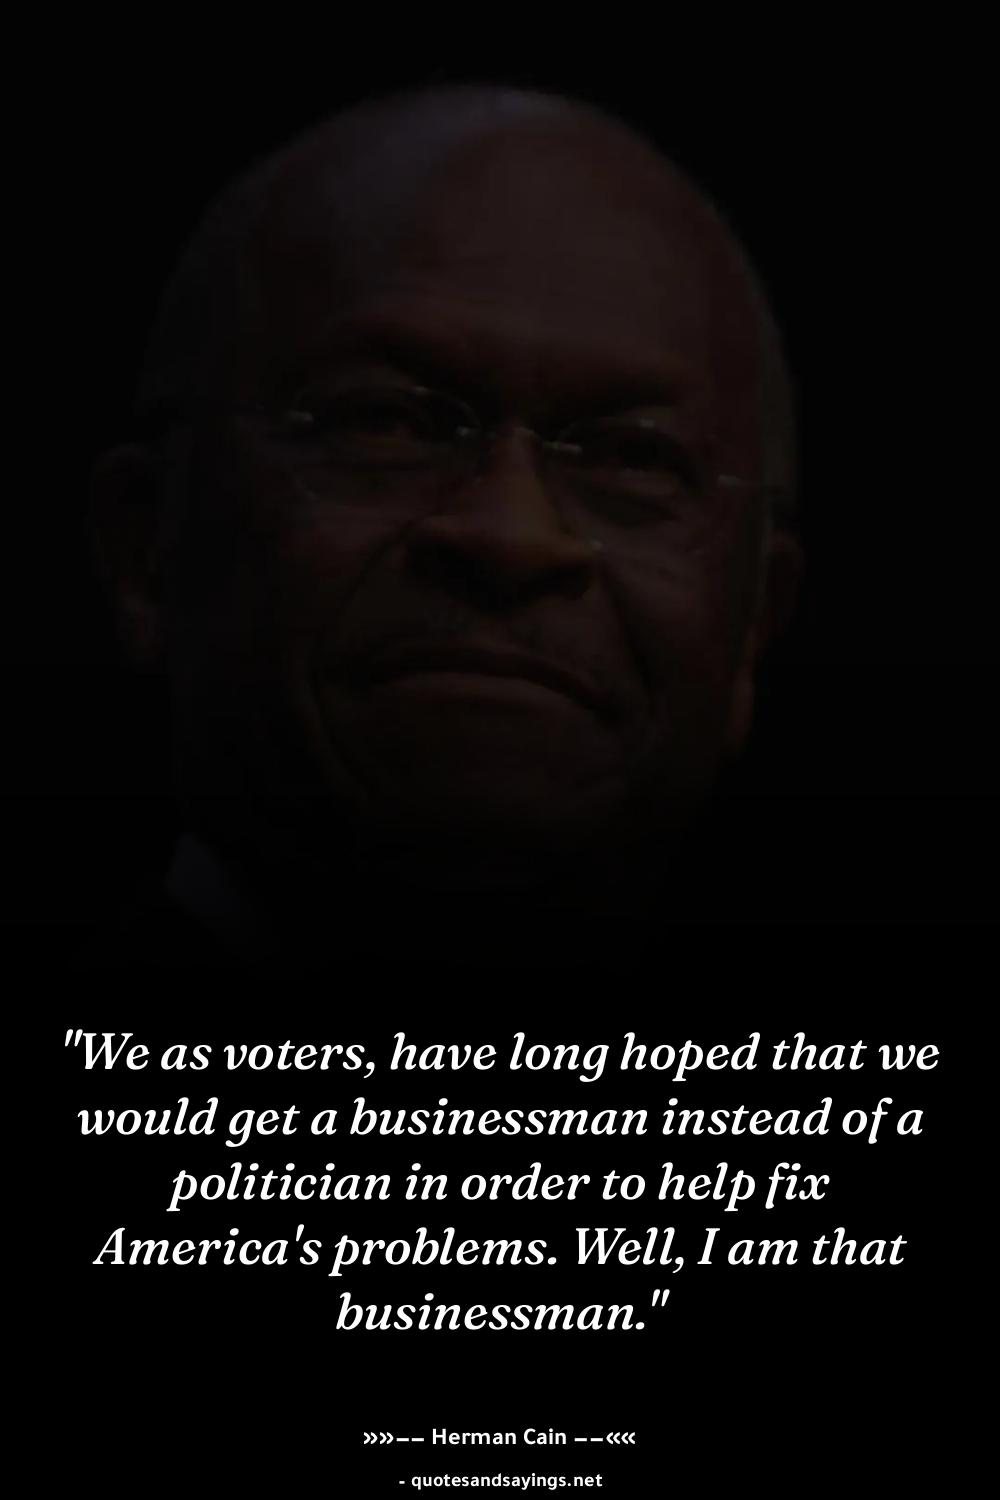 "We as voters, have long hoped that we
would get a businessman instead of a
politician in order to help fix
America's problems. Well, I am that
businessman."
»»−− Herman Cain −−««
- quotesandsayings.net